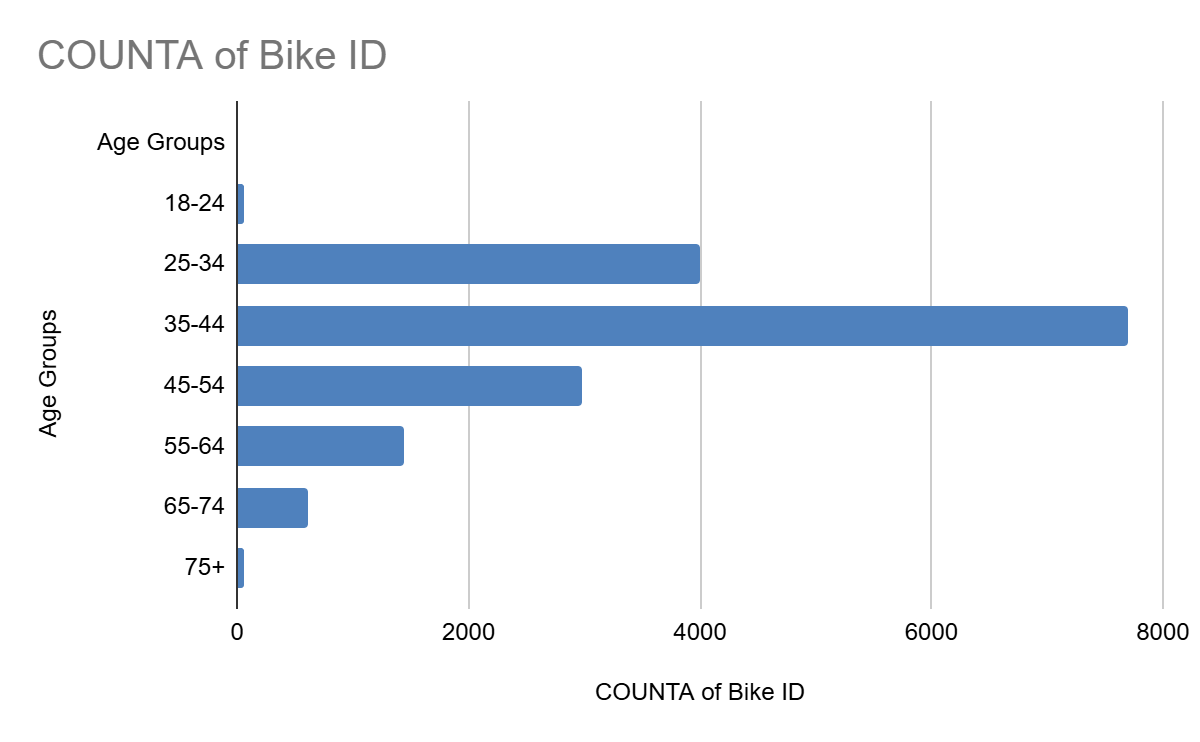 COUNTA of Bike ID
Age Groups
18-24
25-34
35-44
45-54
55-64
65-74
75+
Age Groups
0 2000 4000 6000 8000
COUNTA of Bike ID